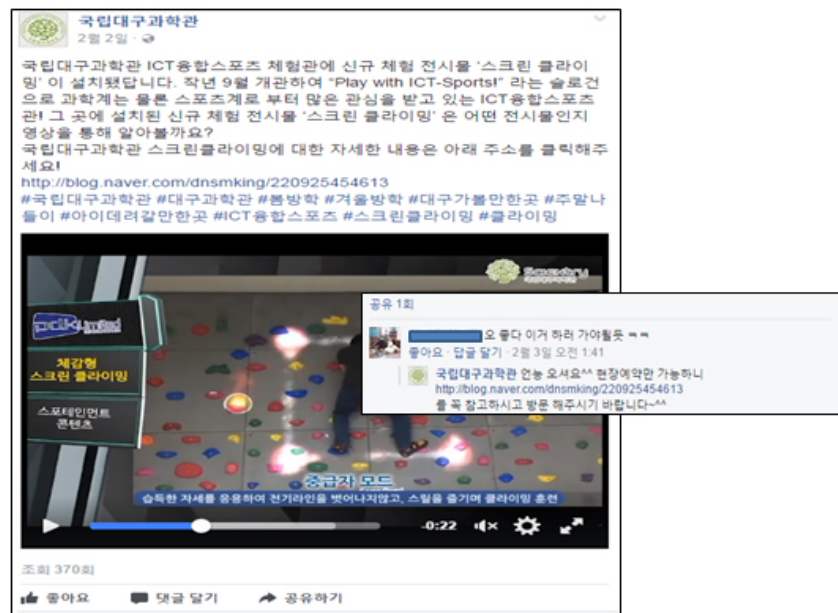 국립대구과학관
2월 2일 ·
국립대구과학관 ICT융합스포츠 체험관에 신규 체험 전시물 ‘스크린 클라이
밍’ 이 설치됐답니다. 작년 9월 개관하여 “Play with ICT-Sports!” 라는 슬로건
으로 과학계는 물론 스포츠계로 부터 많은 관심을 받고 있는 ICT융합스포츠
관! 그 곳에 설치된 신규 체험 전시물 ‘스크린 클라이밍’ 은 어떤 전시물인지
영상을 통해 알아볼까요?
국립대구과학관 스크린클라이밍에 대한 자세한 내용은 아래 주소를 클릭해주
세요!
http://blog.naver.com/dnsmking/220925454613
#국립대구과학관 #대구과학관 #봄방학 #겨울방학 #대구가볼만한곳 #주말나
들이 #아이데려갈만한곳 #ICT융합스포츠 #스크린클라이밍 #클라이밍
체감형
스크린 클라이밍
스포테인먼트
콘텐츠
중급자 모드
습득한 자세를 응용하여 전기라인을 벗어나지않고, 스릴을 즐기며 클라이밍 훈련
-0:22
공유 1회
오 좋다 이거 하러 가야될듯 ㅋㅋ
좋아요 · 답글 달기 · 2월 3일 오전 1:41
국립대구과학관 언능 오셔요^^ 현장예약만 가능하니
http://blog.naver.com/dnsmking/220925454613
를 꼭 참고하시고 방문 해주시기 바랍니다~^^
조회 370회
좋아요 댓글 달기 공유하기